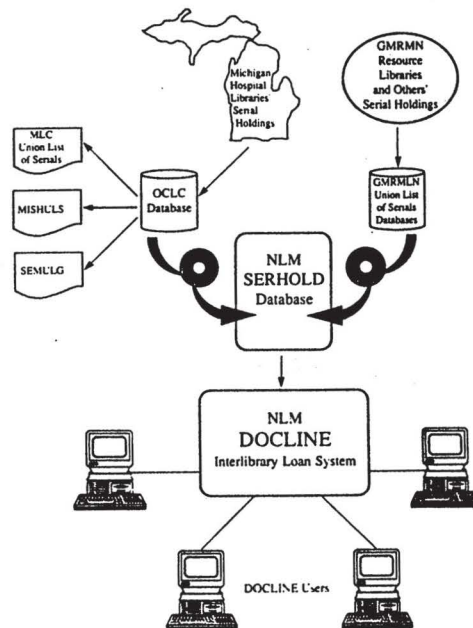 Michigan
Hospital
Libraries'
Serial
Holdings
GMRMN
Resource
Libraries
and Others'
Serial Holdings
MLC
Union List
of Serials
MISHULS
SEMULG
OCLC
Database
GMRMLN
Union List
of Serials
Databases
NLM
SERHOLD
Database
NLM
DOCLINE
Interlibrary Loan System
DOCLINE Users